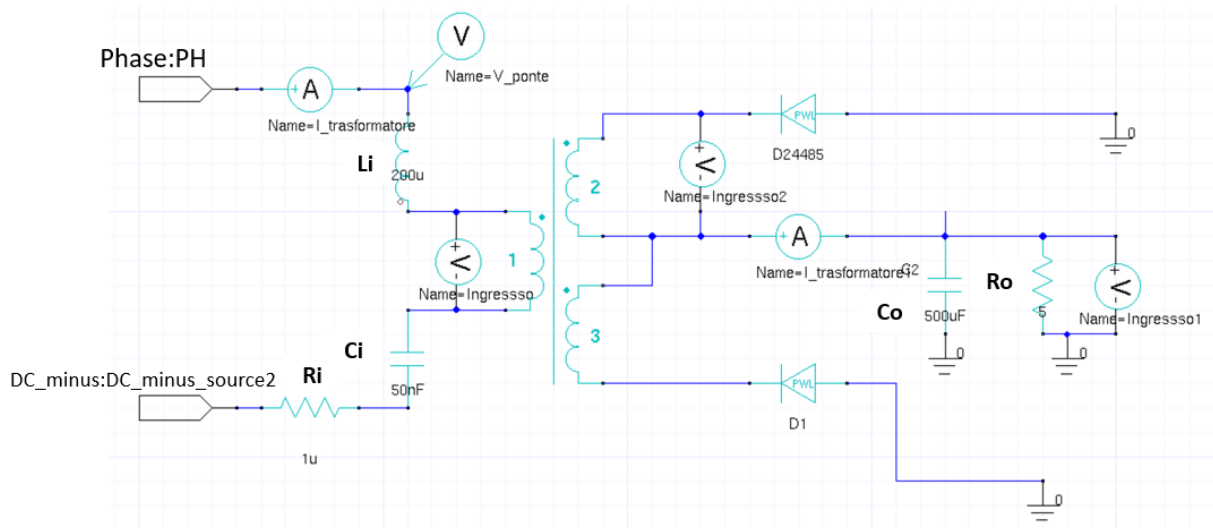 V
Phase:PH
Name=V_ponte
A
Name=I_trasformatore
PWL
D24485
Li
200u
2
V
Name=Ingressso2
1
V
Name=Ingressso
A
Name=I_trasformatore1
C2
Ro
V
Co
500uF
5
Name=Ingressso1
3
Ci
50nF
0
0
0
DC_minus:DC_minus_source2
Ri
PWL
D1
1u
0